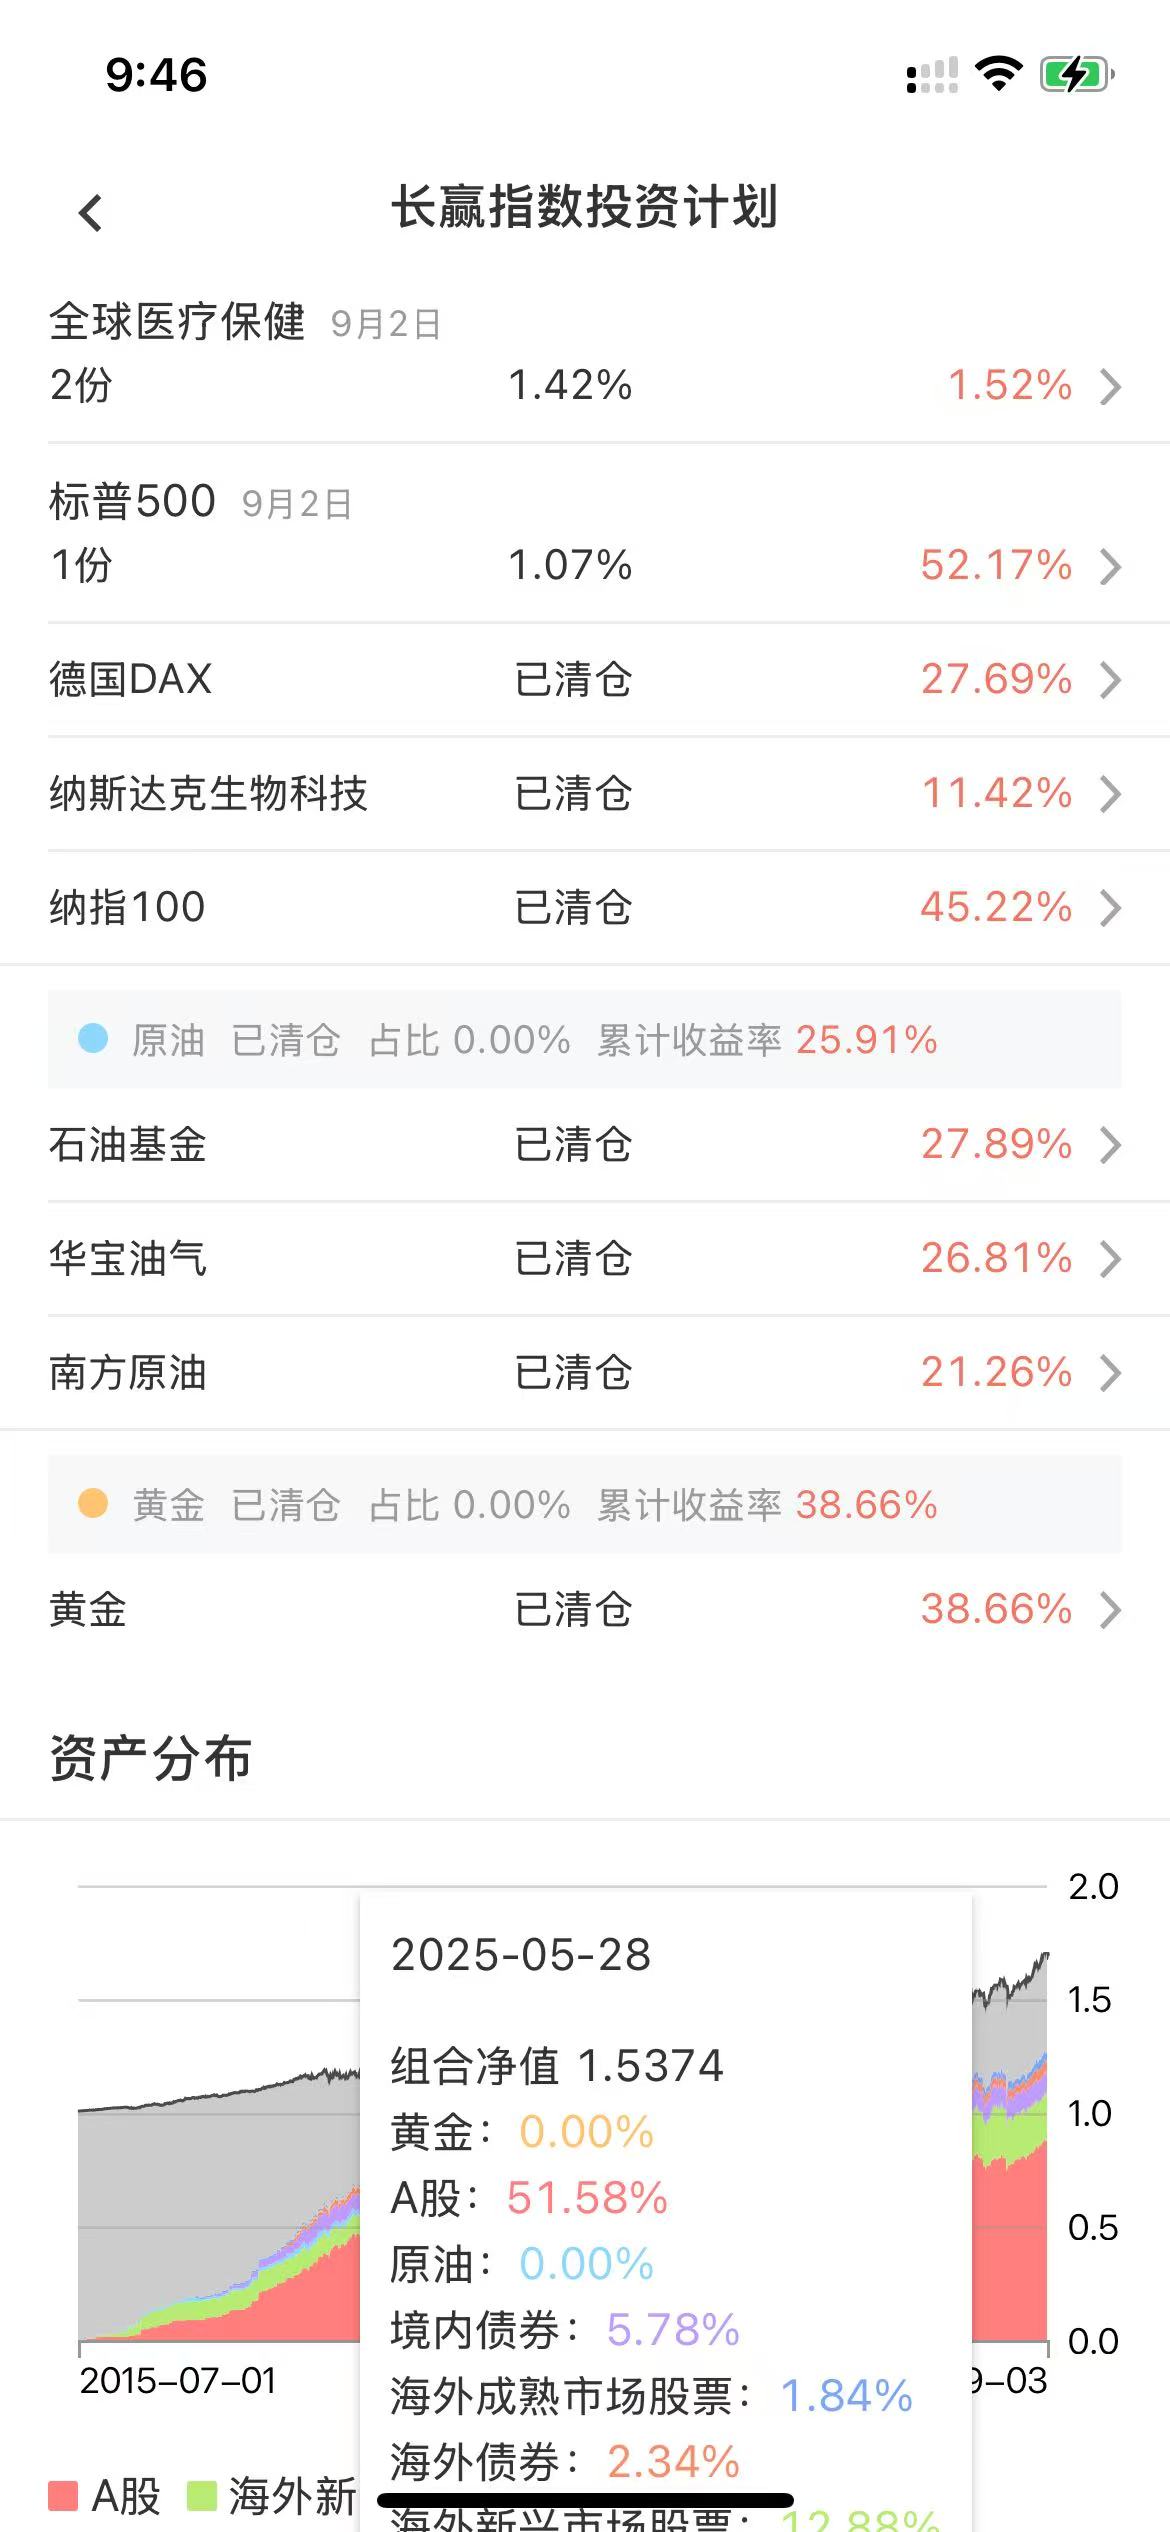 9:46
长赢指数投资计划
全球医疗保健 9月2日
2份 1.42% 1.52%
标普500 9月2日
1份 1.07% 52.17%
德国DAX 已清仓 27.69%
纳斯达克生物科技 已清仓 11.42%
纳指100 已清仓 45.22%
原油 已清仓 占比 0.00% 累计收益率 25.91%
石油基金 已清仓 27.89%
华宝油气 已清仓 26.81%
南方原油 已清仓 21.26%
黄金 已清仓 占比 0.00% 累计收益率 38.66%
黄金 已清仓 38.66%
资产分布
2.0
2025-05-28
1.5
组合净值 1.5374
1.0
黄金： 0.00%
A股： 51.58%
0.5
原油： 0.00%
境内债券： 5.78%
0.0
2015-07-01 9-03
海外成熟市场股票： 1.84%
海外债券： 2.34%
A股 海外新
海外新兴市场股票： 12.88%